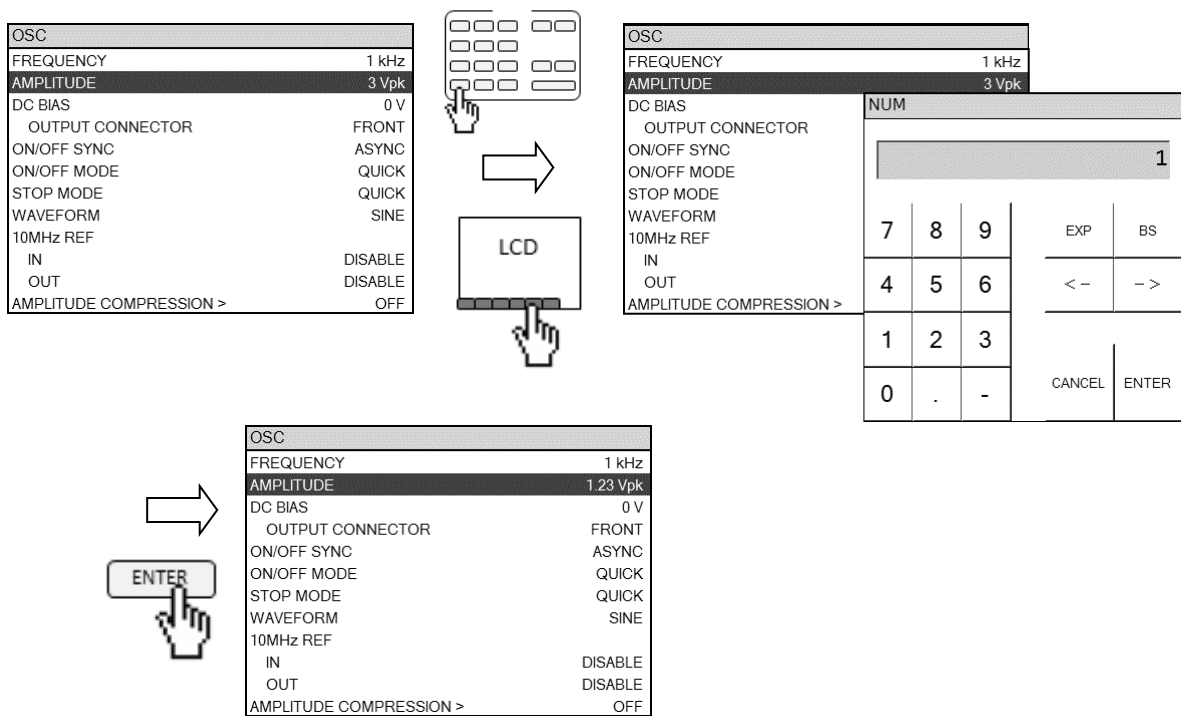 OSC
FREQUENCY 1 kHz
AMPLITUDE 3 Vpk
DC BIAS 0 V
OUTPUT CONNECTOR FRONT
ON/OFF SYNC ASYNC
ON/OFF MODE QUICK
STOP MODE QUICK
WAVEFORM SINE
10MHz REF
IN DISABLE
OUT DISABLE
AMPLITUDE COMPRESSION > OFF
LCD
OSC
FREQUENCY 1 kHz
AMPLITUDE 3 Vpk
DC BIAS
OUTPUT CONNECTOR
ON/OFF SYNC
ON/OFF MODE
STOP MODE
WAVEFORM
10MHz REF
IN
OUT
AMPLITUDE COMPRESSION >
NUM
1
7 8 9 EXP BS
4 5 6 <- ->
1 2 3
0 . - CANCEL ENTER
ENTER
OSC
FREQUENCY 1 kHz
AMPLITUDE 1.23 Vpk
DC BIAS 0 V
OUTPUT CONNECTOR FRONT
ON/OFF SYNC ASYNC
ON/OFF MODE QUICK
STOP MODE QUICK
WAVEFORM SINE
10MHz REF
IN DISABLE
OUT DISABLE
AMPLITUDE COMPRESSION > OFF